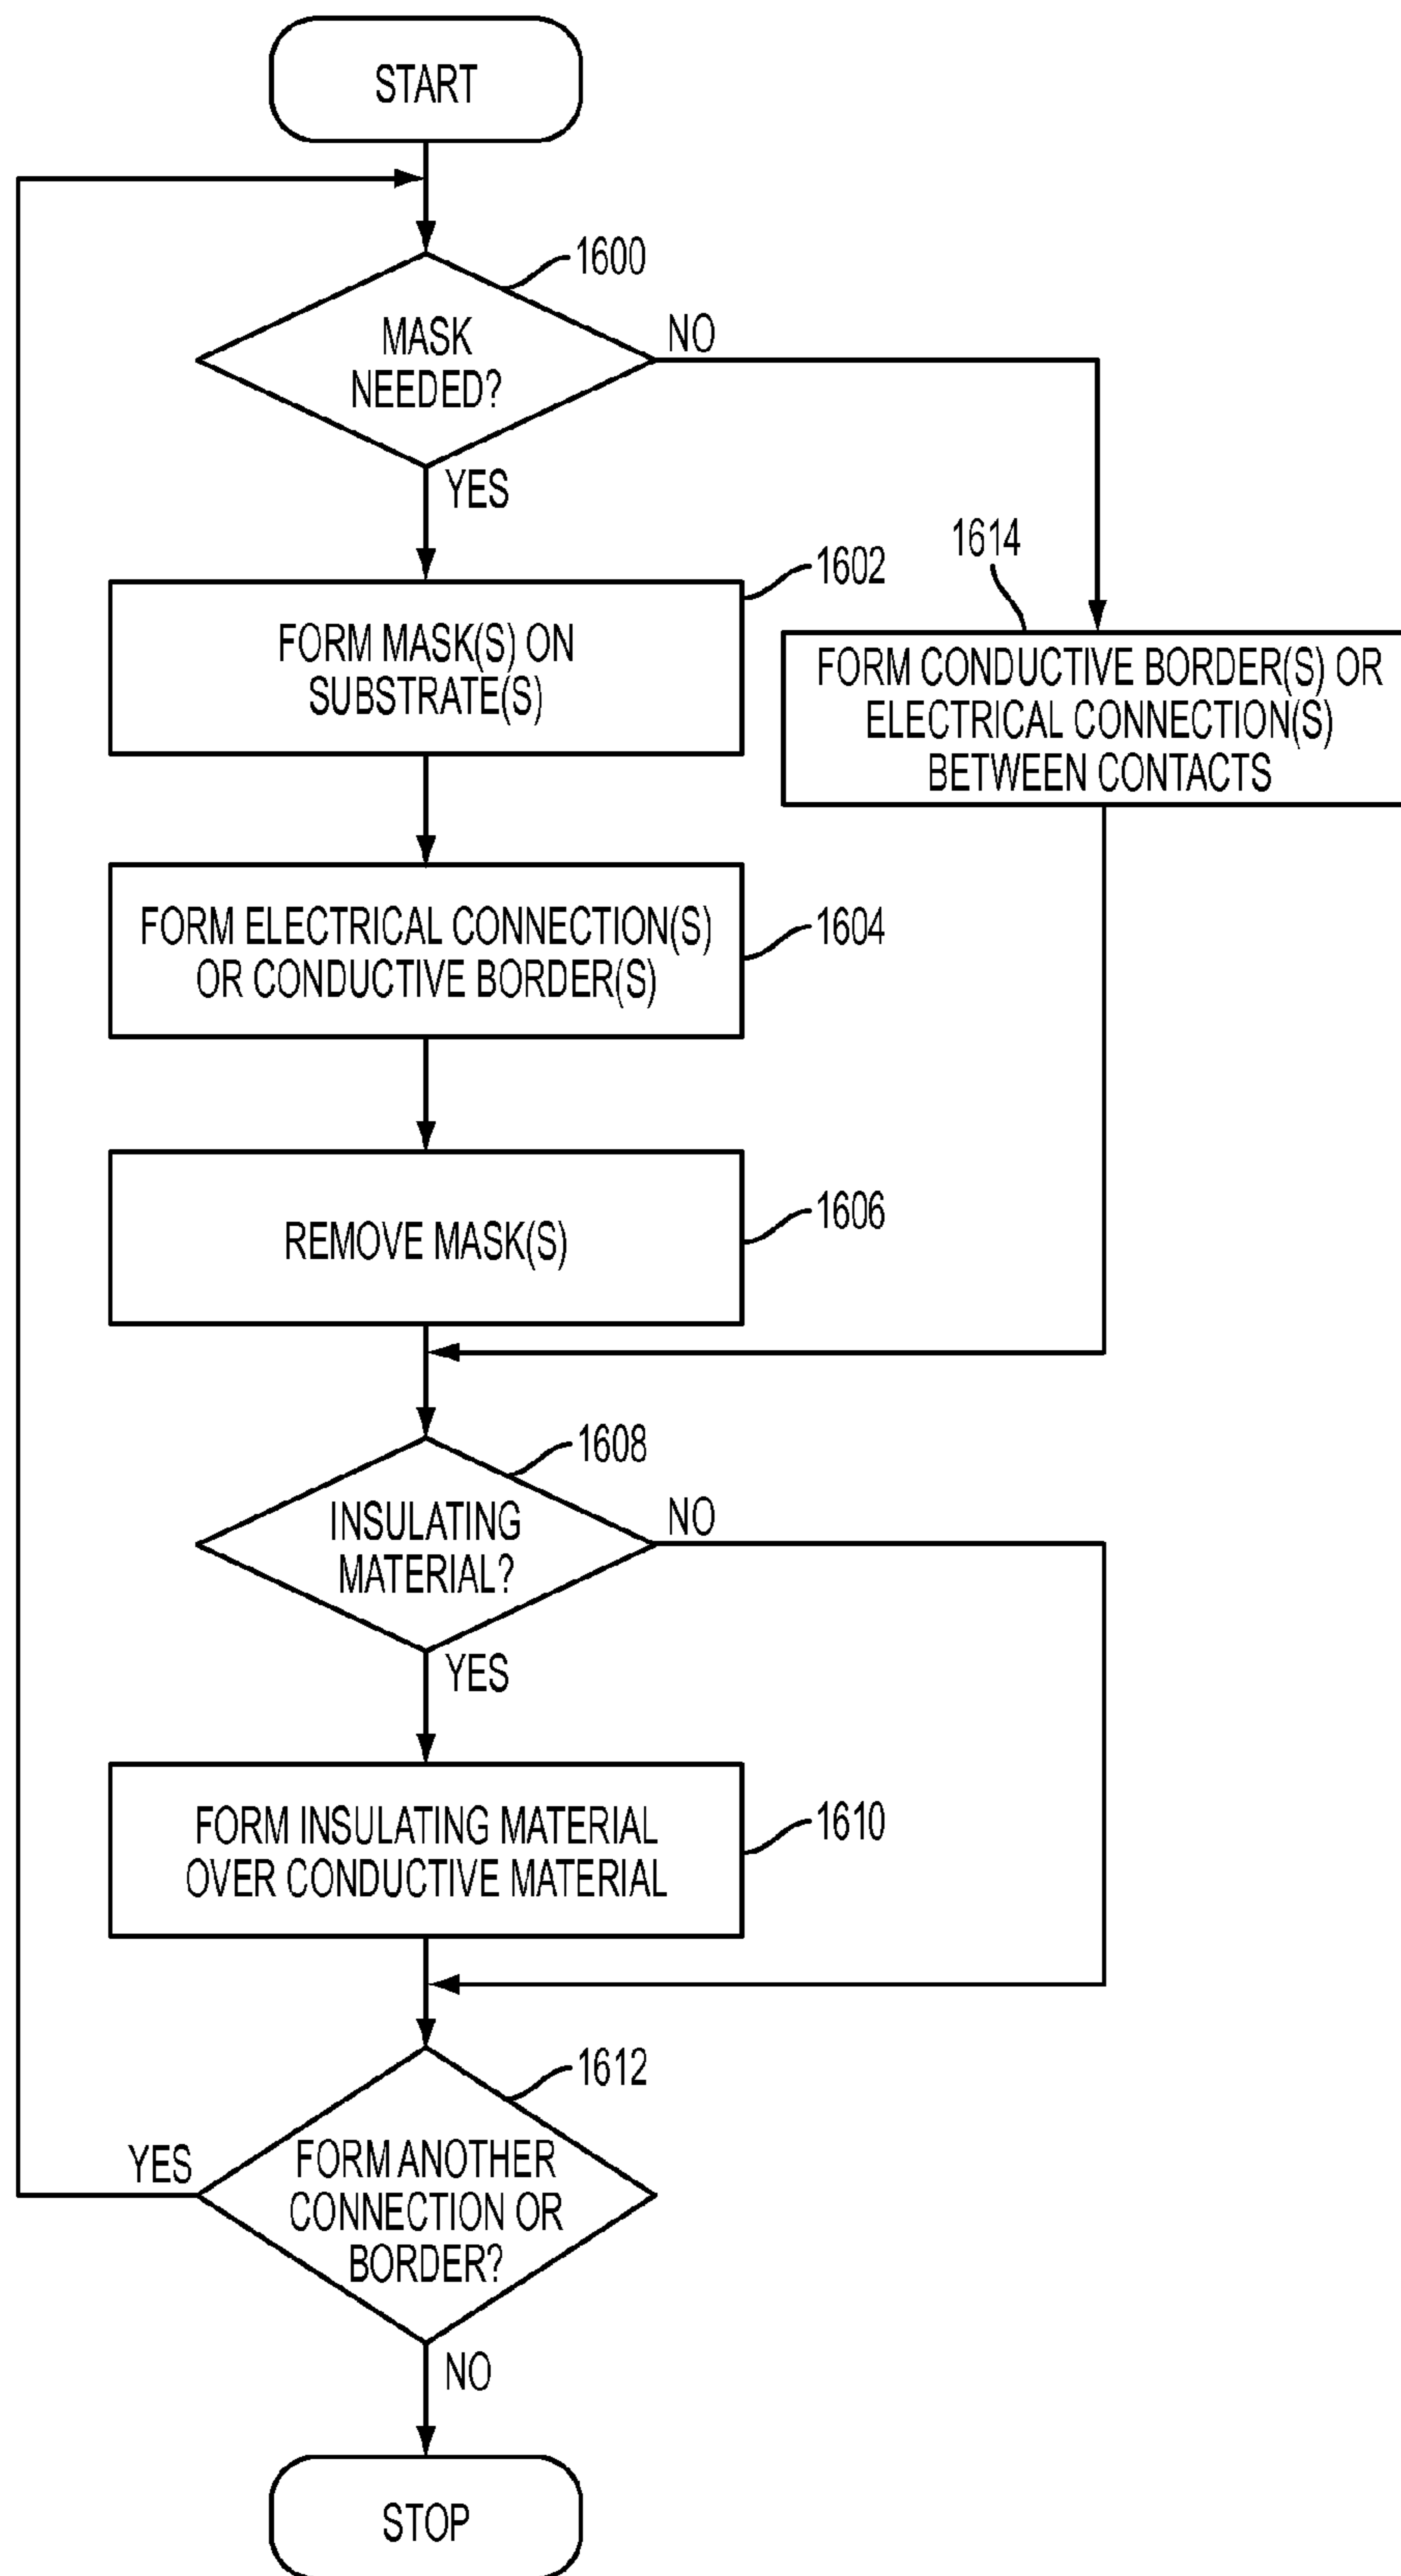 START
1600
MASK
NEEDED?
NO
YES
1602
FORM MASK(S) ON
SUBSTRATE(S)
1614
FORM CONDUCTIVE BORDER(S) OR
ELECTRICAL CONNECTION(S)
BETWEEN CONTACTS
FORM ELECTRICAL CONNECTION(S)
OR CONDUCTIVE BORDER(S)
1604
REMOVE MASK(S)
1606
1608
INSULATING
MATERIAL?
NO
YES
FORM INSULATING MATERIAL
OVER CONDUCTIVE MATERIAL
1610
1612
FORM ANOTHER
CONNECTION OR
BORDER?
YES
NO
STOP